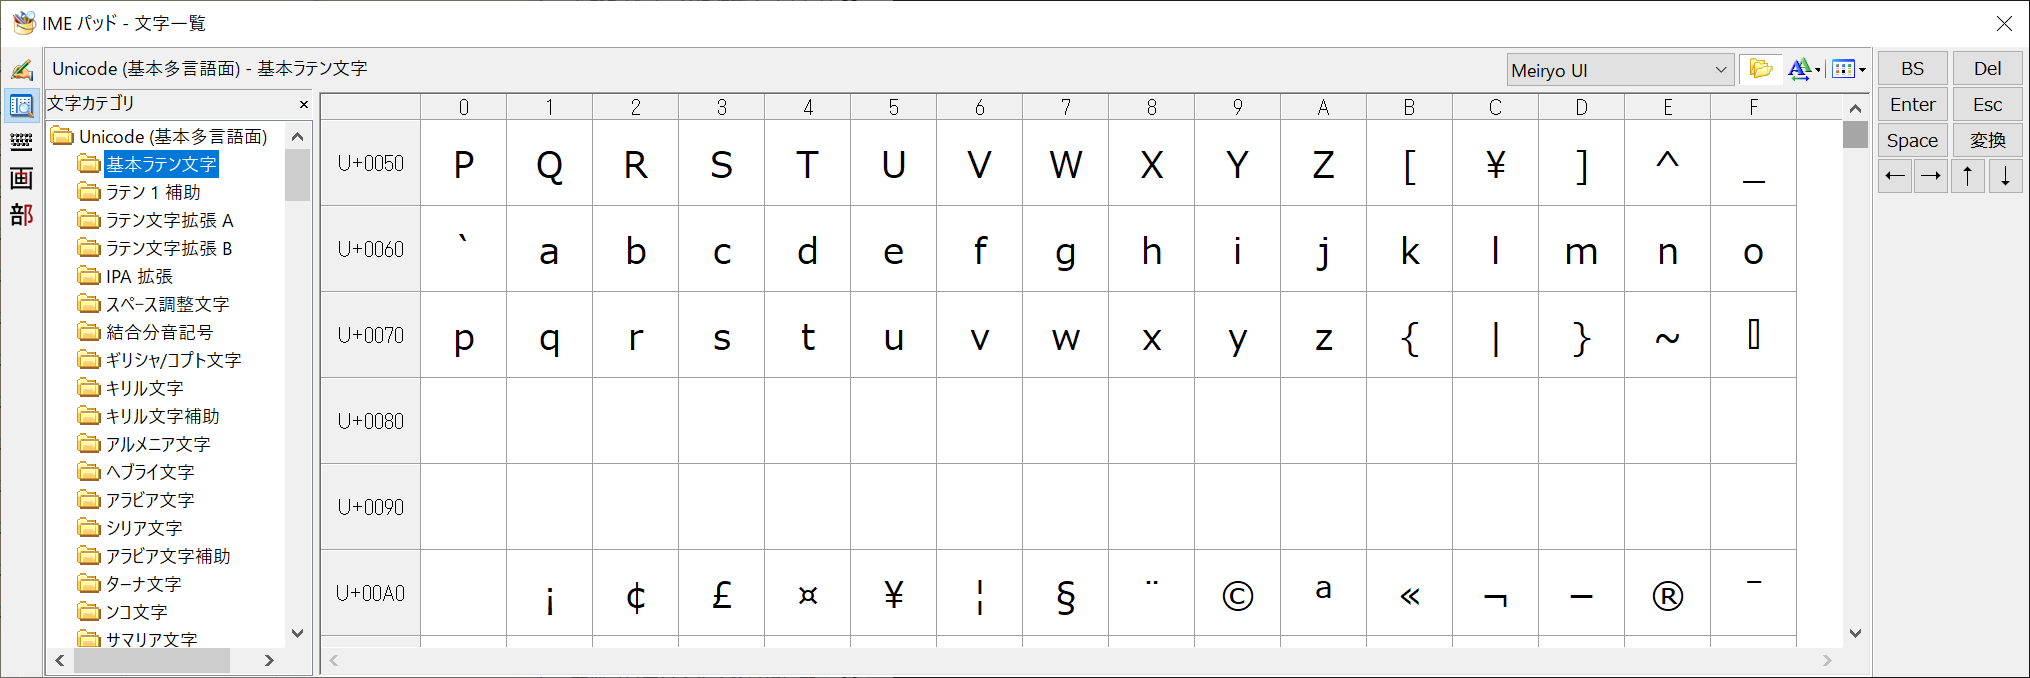 IME パッド - 文字一覧
Unicode (基本多言語面) - 基本ラテン文字
Meiryo UI
文字カテゴリ
Unicode (基本多言語面)
基本ラテン文字
ラテン 1 補助
ラテン文字拡張 A
ラテン文字拡張 B
IPA 拡張
スペース調整文字
結合分音記号
ギリシャ/コプト文字
キリル文字
キリル文字補助
アルメニア文字
ヘブライ文字
アラビア文字
シリア文字
アラビア文字補助
ターナ文字
ンコ文字
サマリア文字
画
部
0 1 2 3 4 5 6 7 8 9 A B C D E F
U+0050 P Q R S T U V W X Y Z [ ¥ ] ^ _
U+0060 ` a b c d e f g h i j k l m n o
U+0070 p q r s t u v w x y z { | } ~
U+0080
U+0090
U+00A0 ¡ ¢ £ ¤ ¥ ¦ § ¨ © ª « ¬ - ® ¯
BS Del
Enter Esc
Space 変換
← → ↑ ↓